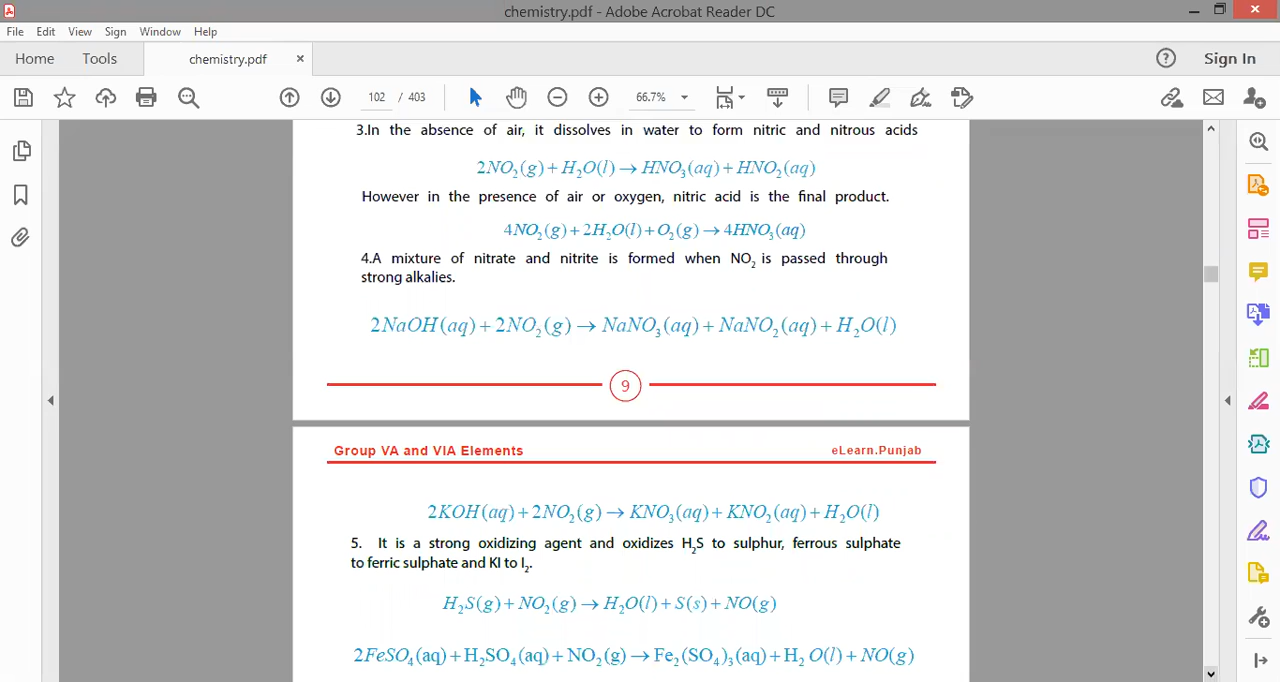 chemistry.pdf - Adobe Acrobat Reader DC
File Edit View Sign Window Help
Home Tools chemistry.pdf × ? Sign In
102 / 403 66.7%
3.In the absence of air, it dissolves in water to form nitric and nitrous acids
2NO₂(g)+H₂O(l)→HNO₃(aq)+HNO₂(aq)
However in the presence of air or oxygen, nitric acid is the final product.
4NO₂(g)+2H₂O(l)+O₂(g)→4HNO₃(aq)
4.A mixture of nitrate and nitrite is formed when NO₂ is passed through
strong alkalies.
2NaOH(aq)+2NO₂(g)→NaNO₃(aq)+NaNO₂(aq)+H₂O(l)
9
Group VA and VIA Elements eLearn.Punjab
2KOH(aq)+2NO₂(g)→KNO₃(aq)+KNO₂(aq)+H₂O(l)
5. It is a strong oxidizing agent and oxidizes H₂S to sulphur, ferrous sulphate
to ferric sulphate and KI to I₂.
H₂S(g)+NO₂(g)→H₂O(l)+S(s)+NO(g)
2FeSO₄(aq)+H₂SO₄(aq)+NO₂(g)→Fe₂(SO₄)₃(aq)+H₂ O(l)+NO(g)